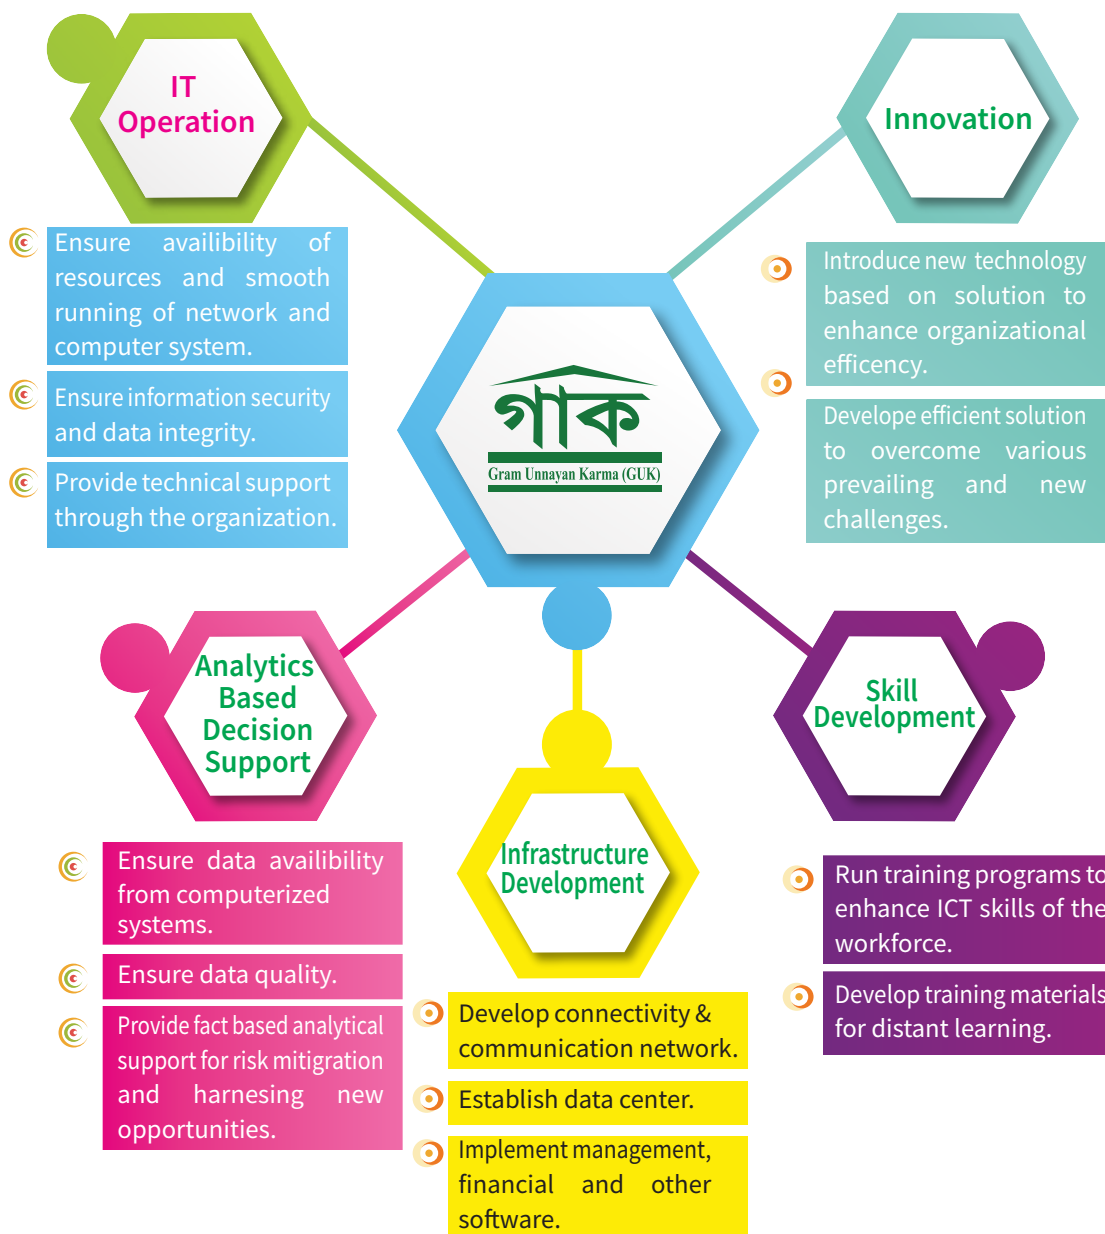 IT
Operation
Ensure availibility of
resources and smooth
running of network and
computer system.
Ensure information security
and data integrity.
Provide technical support
through the organization.
Innovation
Introduce new technology
based on solution to
enhance organizational
efficency.
Develope efficient solution
to overcome various
prevailing and new
challenges.
গাক
Gram Unnayan Karma (GUK)
Analytics
Based
Decision
Support
Ensure data availibility
from computerized
systems.
Ensure data quality.
Provide fact based analytical
support for risk mitigration
and harnesing new
opportunities.
Infrastructure
Development
Develop connectivity &
communication network.
Establish data center.
Implement management,
financial and other
software.
Skill
Development
Run training programs to
enhance ICT skills of the
workforce.
Develop training materials
for distant learning.